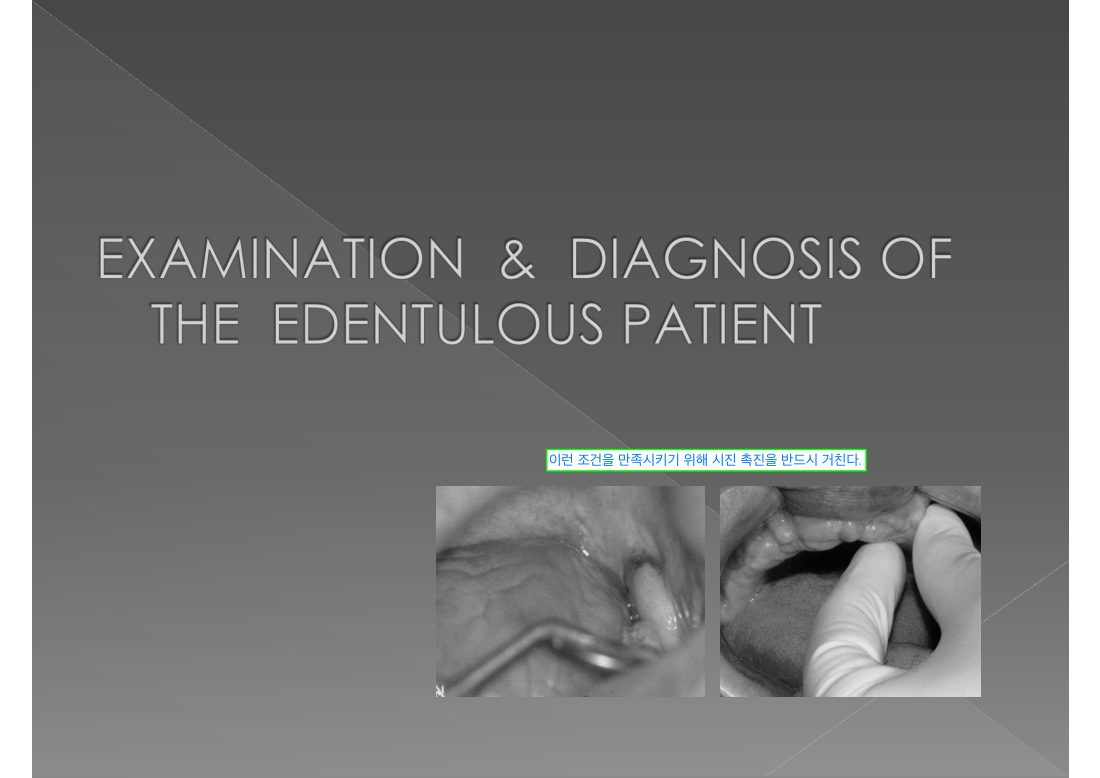 EXAMINATION & DIAGNOSIS OF
THE EDENTULOUS PATIENT
이런 조건을 만족시키기 위해 시진 촉진을 반드시 거친다.